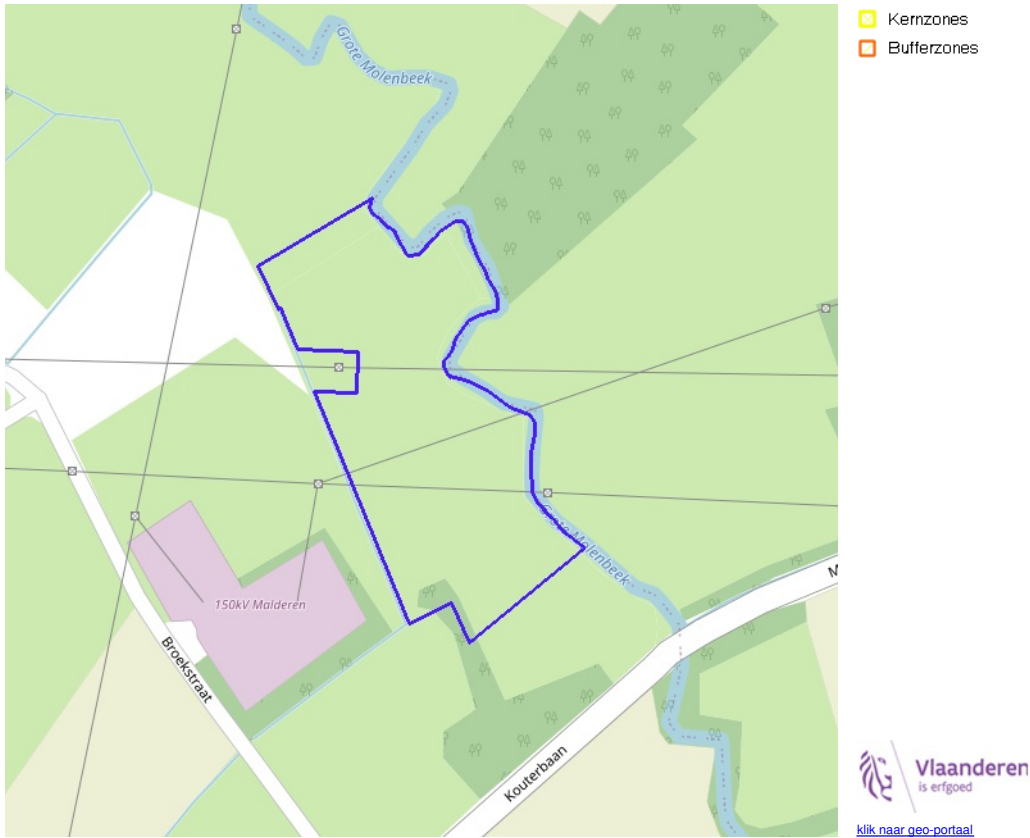 Kernzones
Bufferzones
Grote Molenbeek
Grote Molenbeek
150kV Malderen
Broekstraat
Kouterbaan
M
Vlaanderen
is erfgoed
klik naar geo-portaal